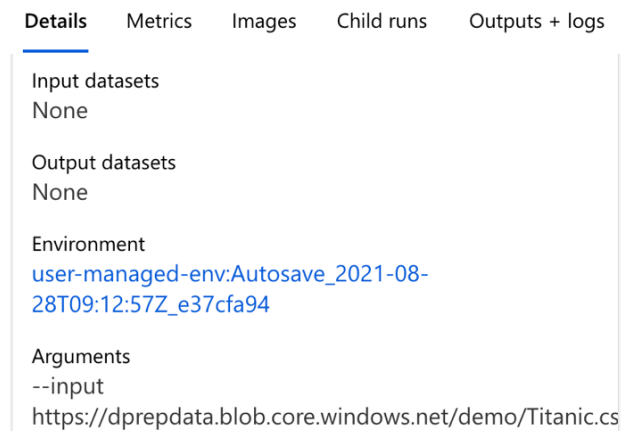 Details Metrics Images Child runs Outputs + logs
Input datasets
None
Output datasets
None
Environment
user-managed-env:Autosave_2021-08-
28T09:12:57Z_e37cfa94
Arguments
--input
https://dprepdata.blob.core.windows.net/demo/Titanic.cs